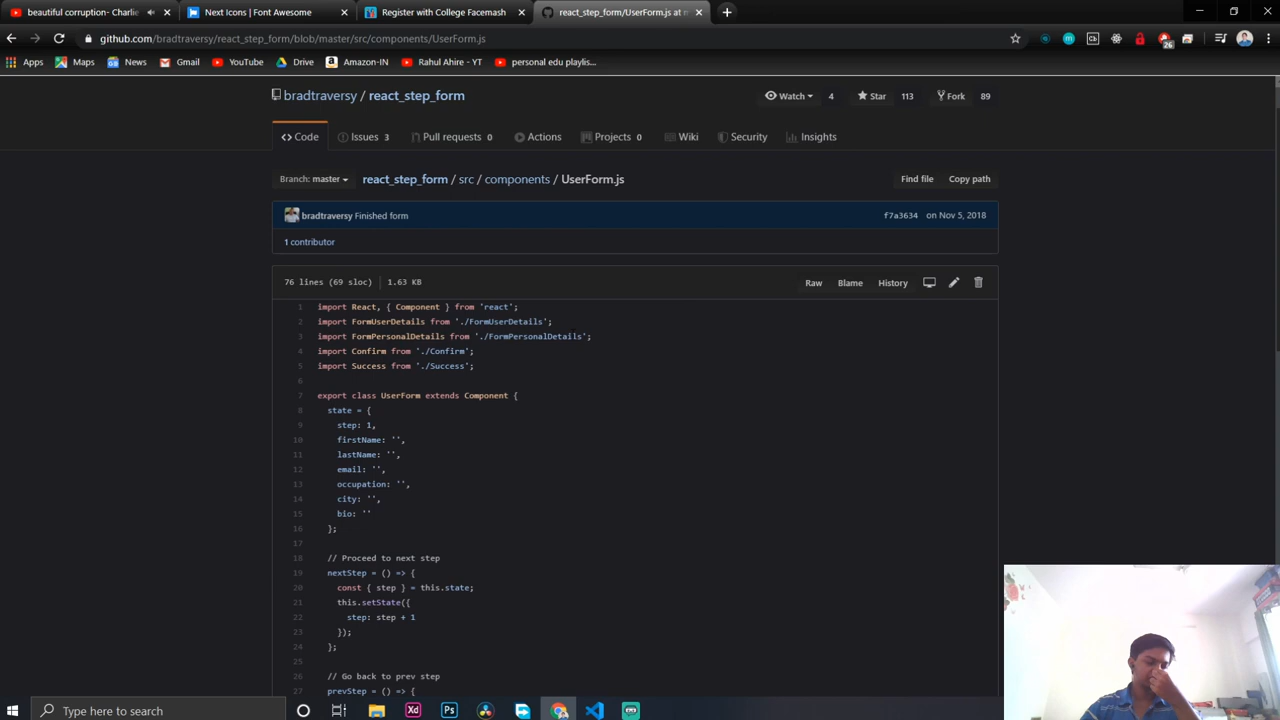 beautiful corruption- Charlie
Next Icons | Font Awesome
Register with College Facemash
react_step_form/UserForm.js at m
github.com/bradtraversy/react_step_form/blob/master/src/components/UserForm.js
26
Apps
Maps
News
Gmail
YouTube
Drive
Amazon-IN
Rahul Ahire - YT
personal edu playlis...
bradtraversy / react_step_form
Watch 4
Star 113
Fork 89
Code
Issues 3
Pull requests 0
Actions
Projects 0
Wiki
Security
Insights
Branch: master
react_step_form / src / components / UserForm.js
Find file
Copy path
bradtraversy Finished form
f7a3634 on Nov 5, 2018
1 contributor
76 lines (69 sloc) | 1.63 KB
Raw
Blame
History
1 import React, { Component } from 'react';
2 import FormUserDetails from './FormUserDetails';
3 import FormPersonalDetails from './FormPersonalDetails';
4 import Confirm from './Confirm';
5 import Success from './Success';
6
7 export class UserForm extends Component {
8 state = {
9 step: 1,
10 firstName: '',
11 lastName: '',
12 email: '',
13 occupation: '',
14 city: '',
15 bio: ''
16 };
17
18 // Proceed to next step
19 nextStep = () => {
20 const { step } = this.state;
21 this.setState({
22 step: step + 1
23 });
24 };
25
26 // Go back to prev step
27 prevStep = () => {
Type here to search
Xd
Ps